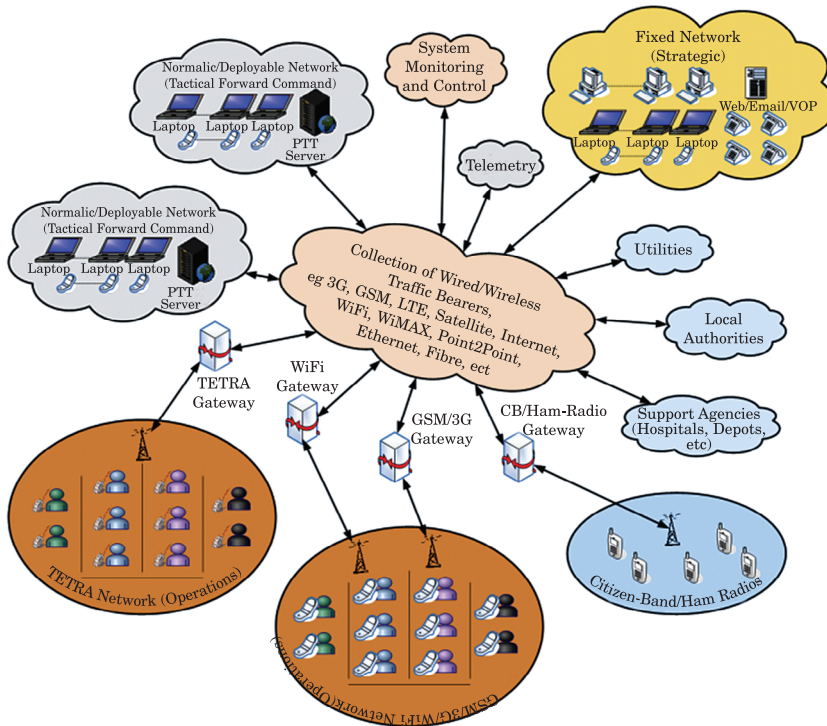 System
Monitoring
and Control
Fixed Network
(Strategic)
Web/Email/VOP
Laptop
Laptop
Laptop
Normalic/Deployable Network
(Tactical Forward Command)
Laptop
Laptop
Laptop
PTT
Server
Telemetry
Normalic/Deployable Network
(Tactical Forward Command)
Laptop
Laptop
Laptop
PTT
Server
Collection of Wired/Wireless
Traffic Bearers,
eg 3G, GSM, LTE, Satellite, Internet,
WiFi, WiMAX, Point2Point,
Ethernet, Fibre, ect
Utilities
Local
Authorities
Support Agencies
(Hospitals, Depots,
etc)
TETRA
Gateway
WiFi
Gateway
GSM/3G
Gateway
CB/Ham-Radio
Gateway
TETRA Network (Operations)
GSM/3G/WiFi Network(Operations)
Citizen-Band/Ham Radios